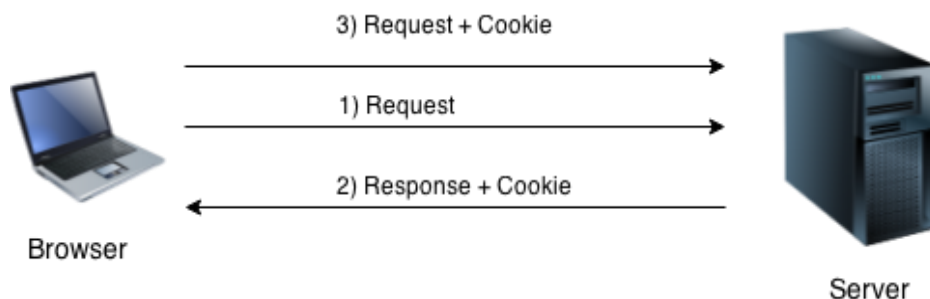 3) Request + Cookie
1) Request
2) Response + Cookie
Browser
Server